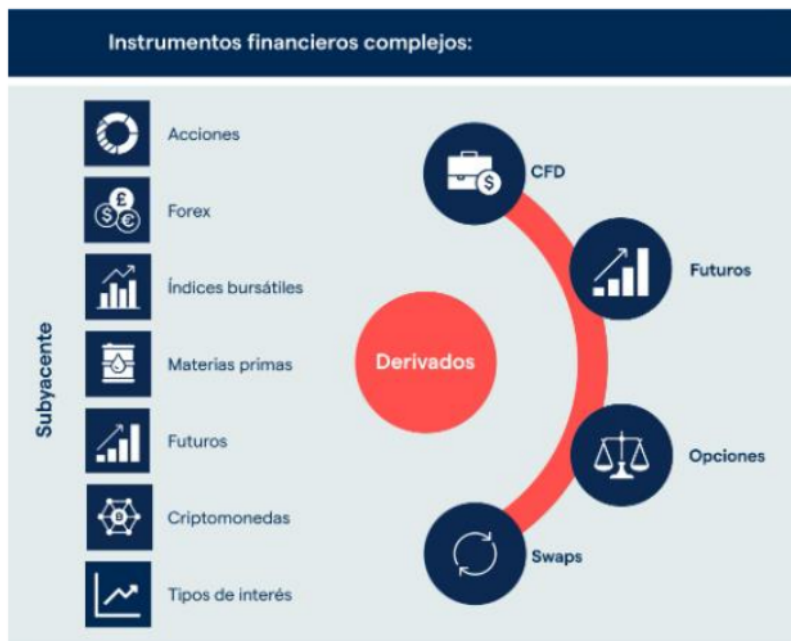 Instrumentos financieros complejos:
Subyacente
Acciones
Forex
Índices bursátiles
Materias primas
Futuros
Criptomonedas
Tipos de interés
Derivados
CFD
Futuros
Opciones
Swaps